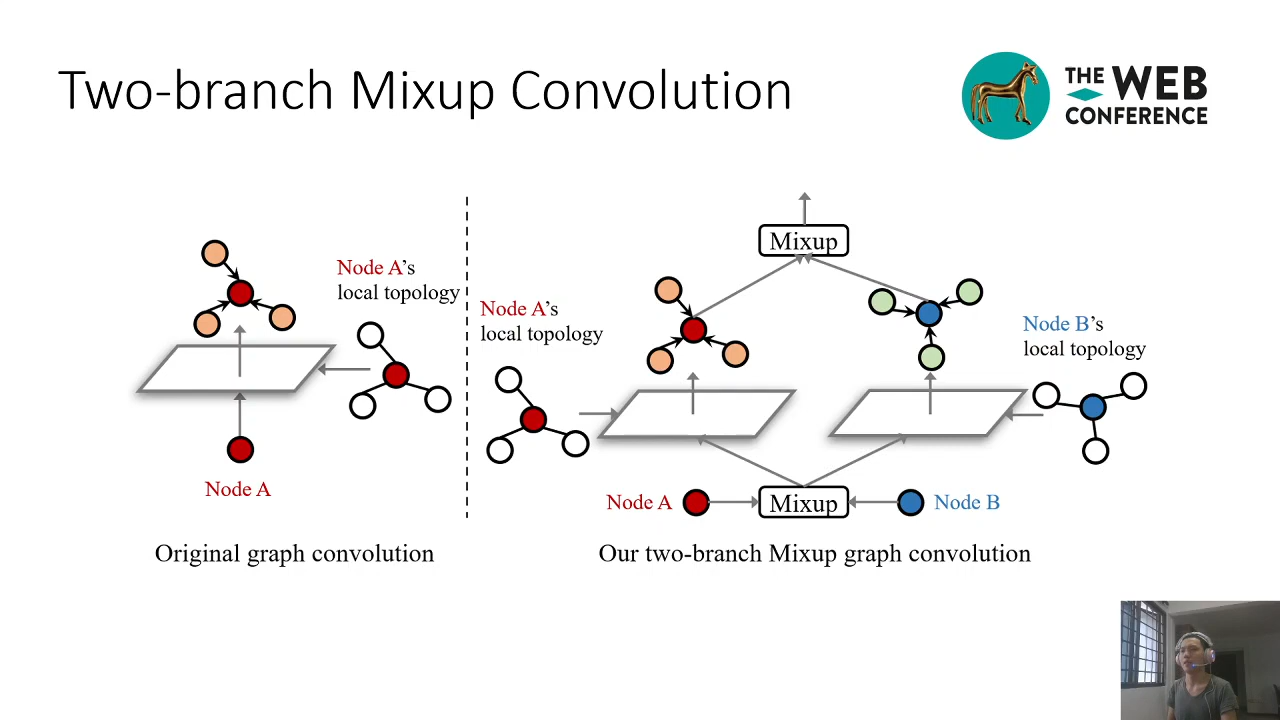 Two-branch Mixup Convolution
THE WEB
CONFERENCE
Node A's
local topology
Node A
Original graph convolution
Mixup
Node A's
local topology
Node B's
local topology
Node A
Mixup
Node B
Our two-branch Mixup graph convolution